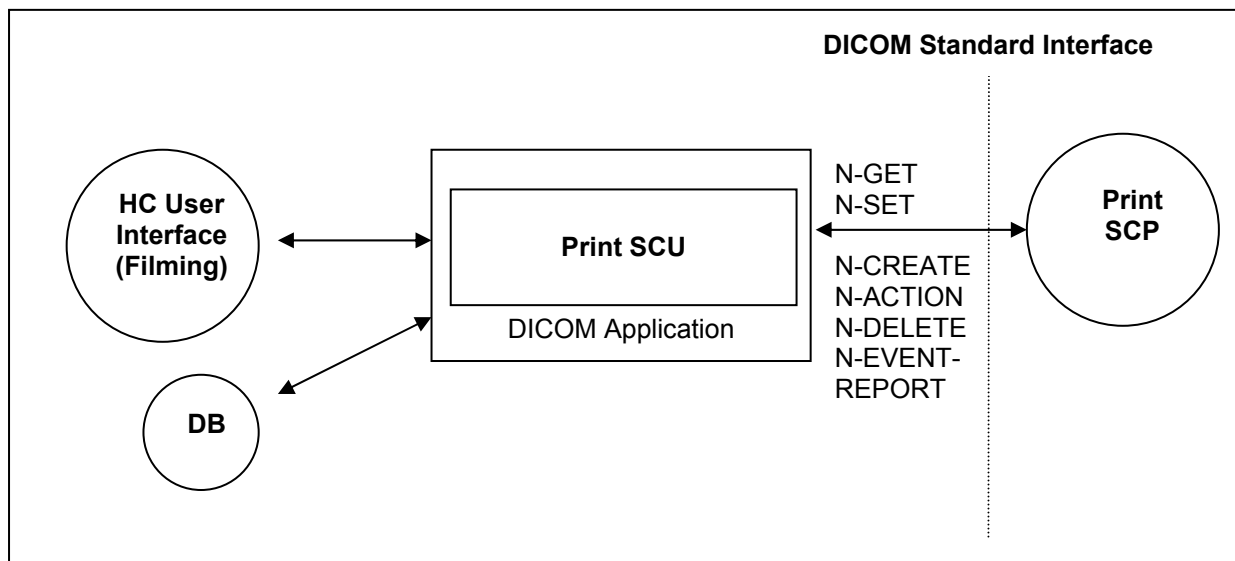 DICOM Standard Interface
HC User
Interface
(Filming)
DB
Print SCU
DICOM Application
N-GET
N-SET
N-CREATE
N-ACTION
N-DELETE
N-EVENT-
REPORT
Print
SCP